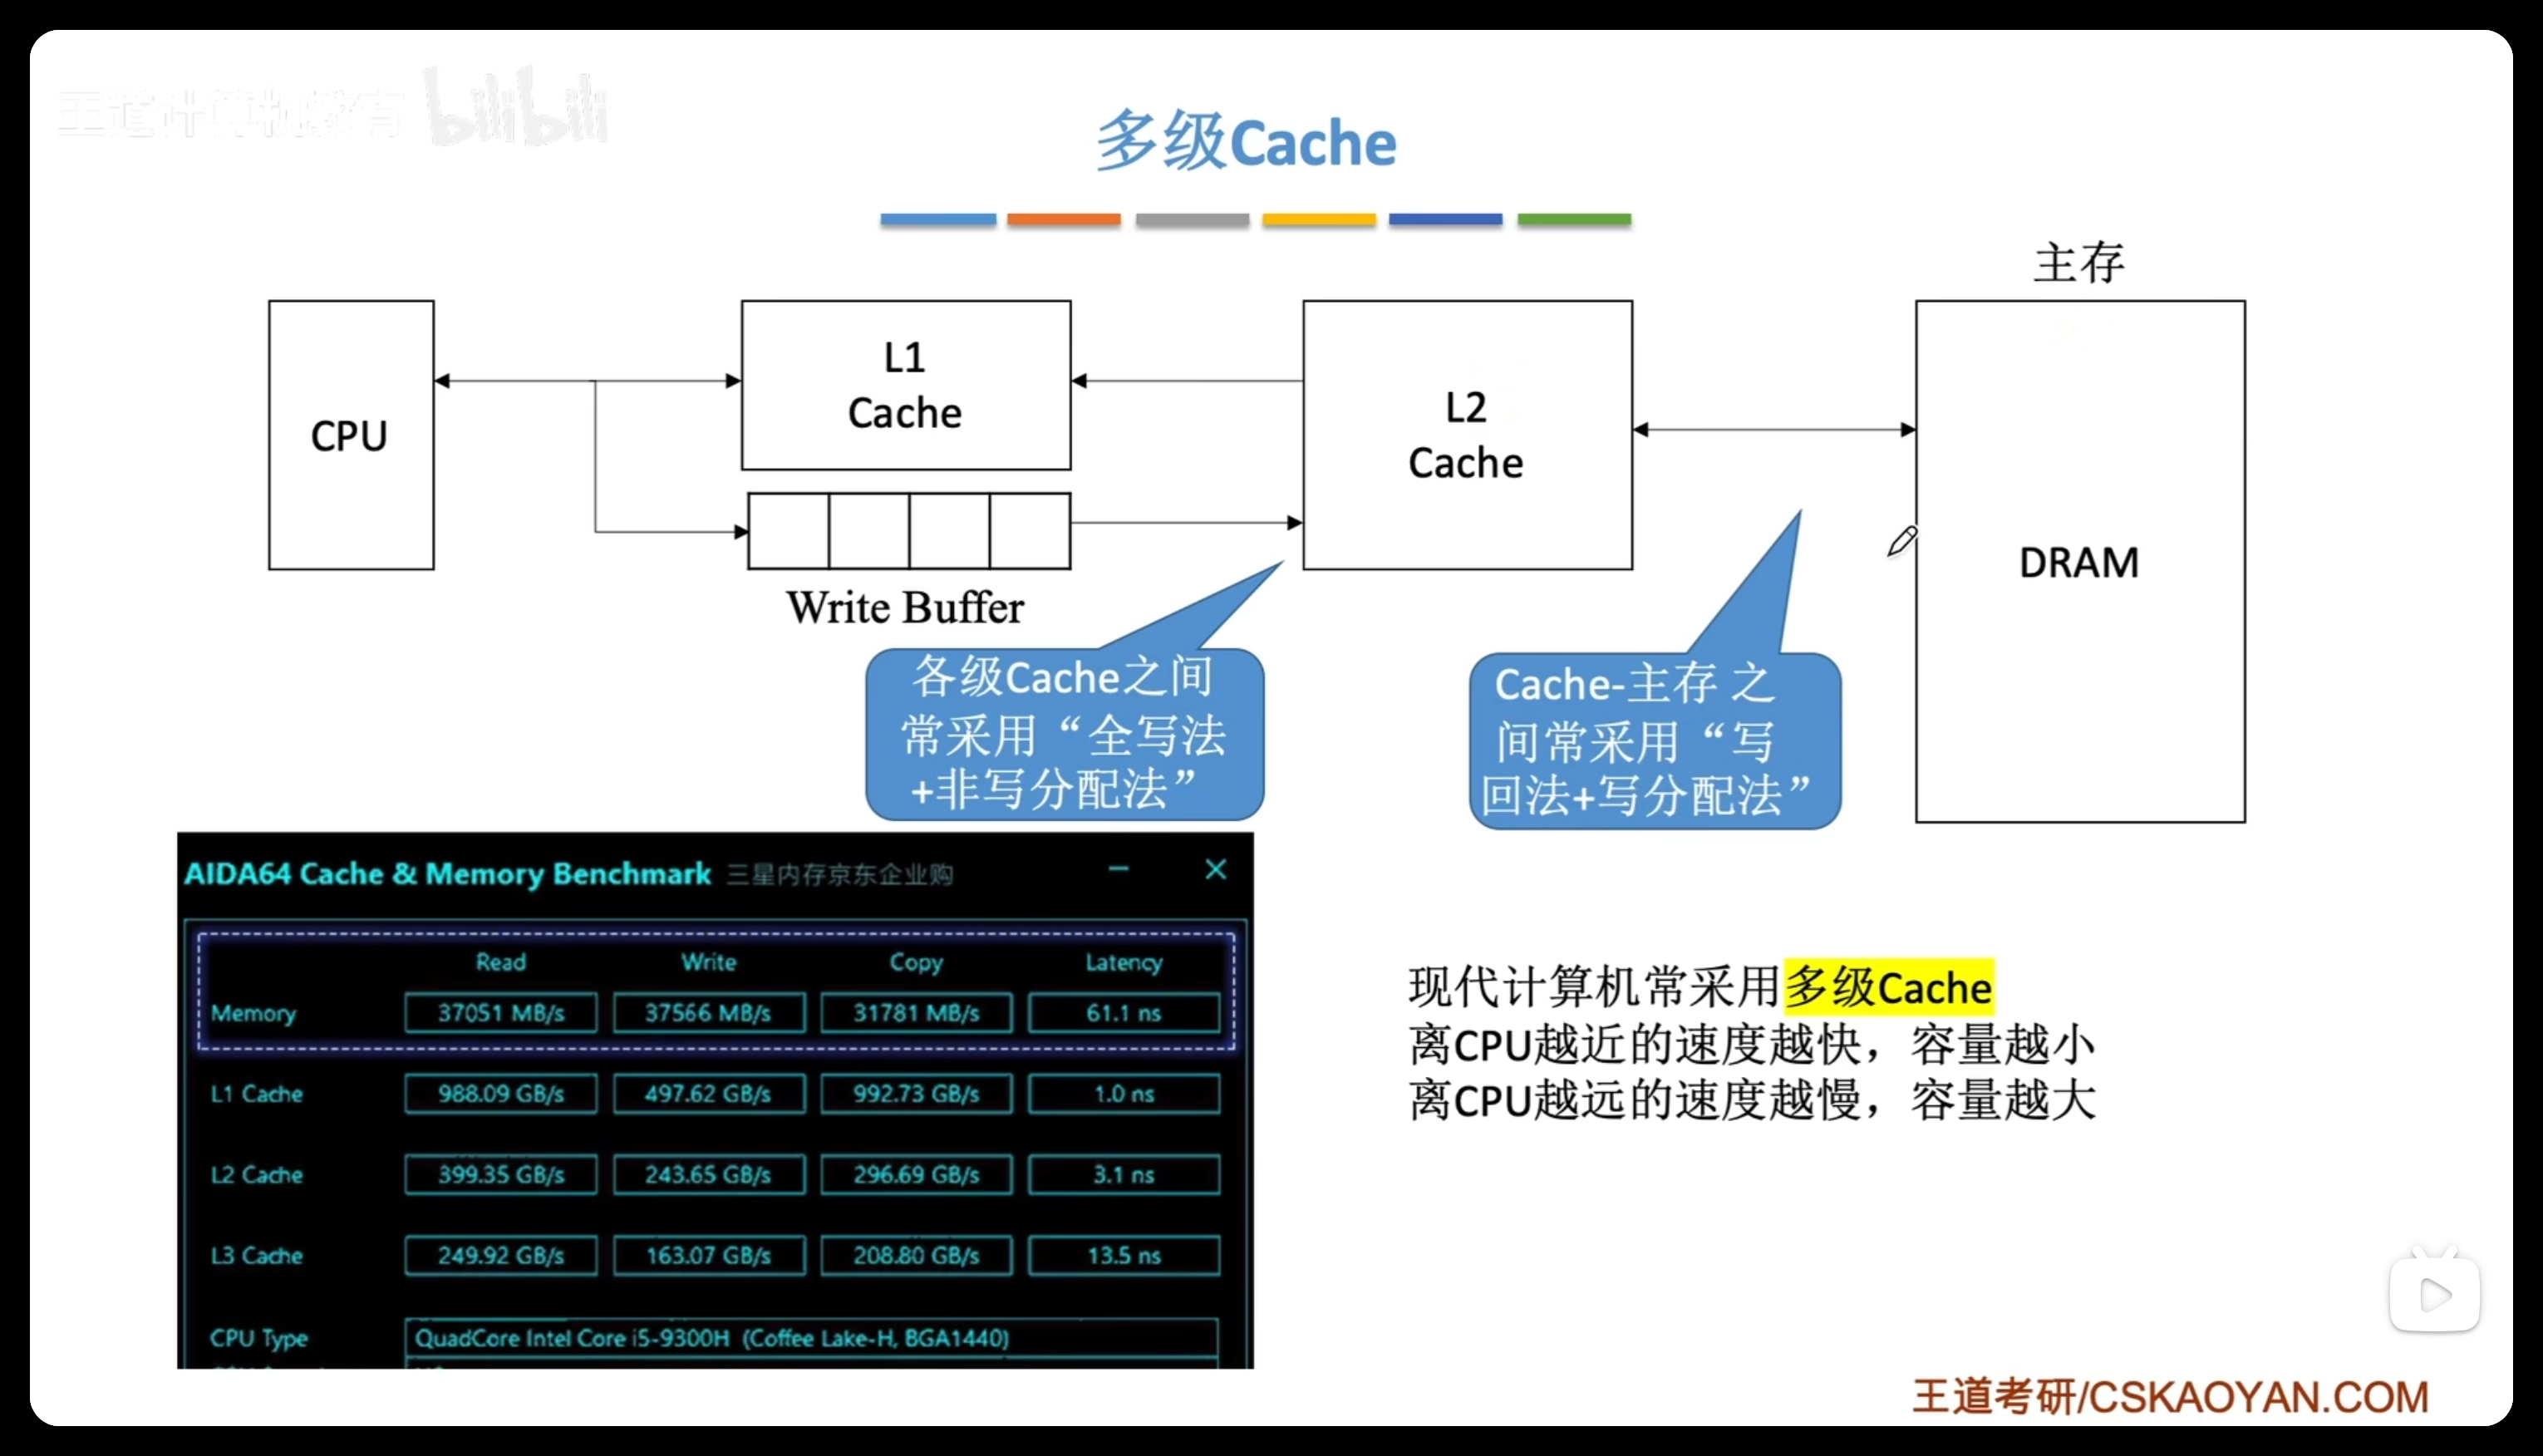 王道计算机教育 bilibili
多级Cache
主存
CPU
L1
Cache
L2
Cache
DRAM
Write Buffer
各级Cache之间
常采用“全写法
+非写分配法”
Cache-主存 之
间常采用“写
回法+写分配法”
AIDA64 Cache & Memory Benchmark 三星内存京东企业购
Read Write Copy Latency
Memory 37051 MB/s 37566 MB/s 31781 MB/s 61.1 ns
L1 Cache 988.09 GB/s 497.62 GB/s 992.73 GB/s 1.0 ns
L2 Cache 399.35 GB/s 243.65 GB/s 296.69 GB/s 3.1 ns
L3 Cache 249.92 GB/s 163.07 GB/s 208.80 GB/s 13.5 ns
CPU Type QuadCore Intel Core i5-9300H (Coffee Lake-H, BGA1440)
现代计算机常采用多级Cache
离CPU越近的速度越快，容量越小
离CPU越远的速度越慢，容量越大
王道考研/CSKAOYAN.COM